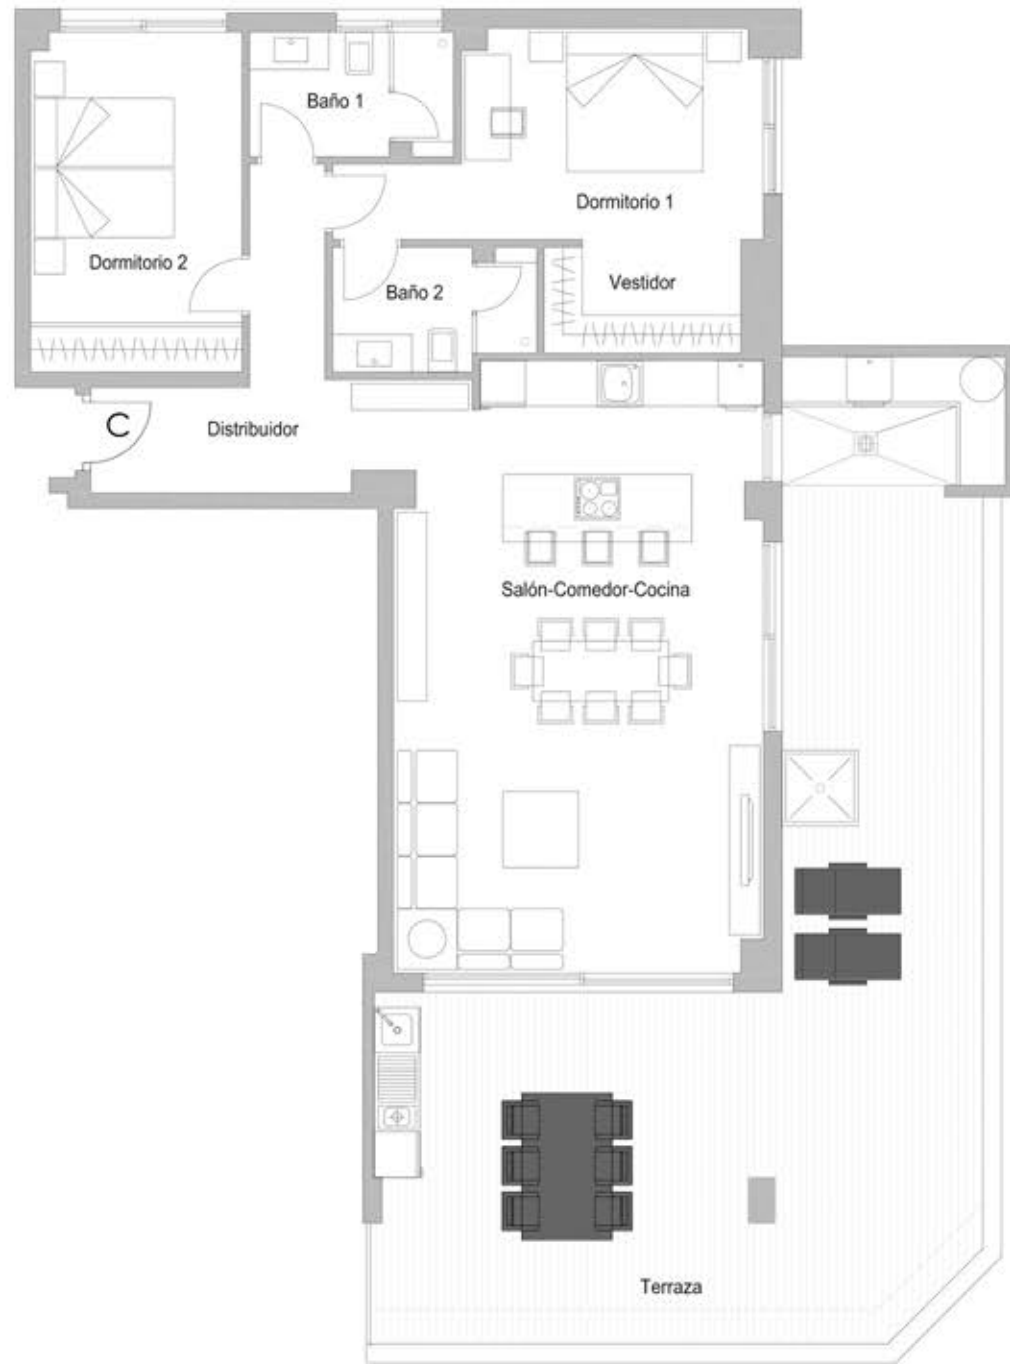 Baño 1
Dormitorio 1
Dormitorio 2
Vestidor
Baño 2
C
Distribuidor
Salón-Comedor-Cocina
Terraza